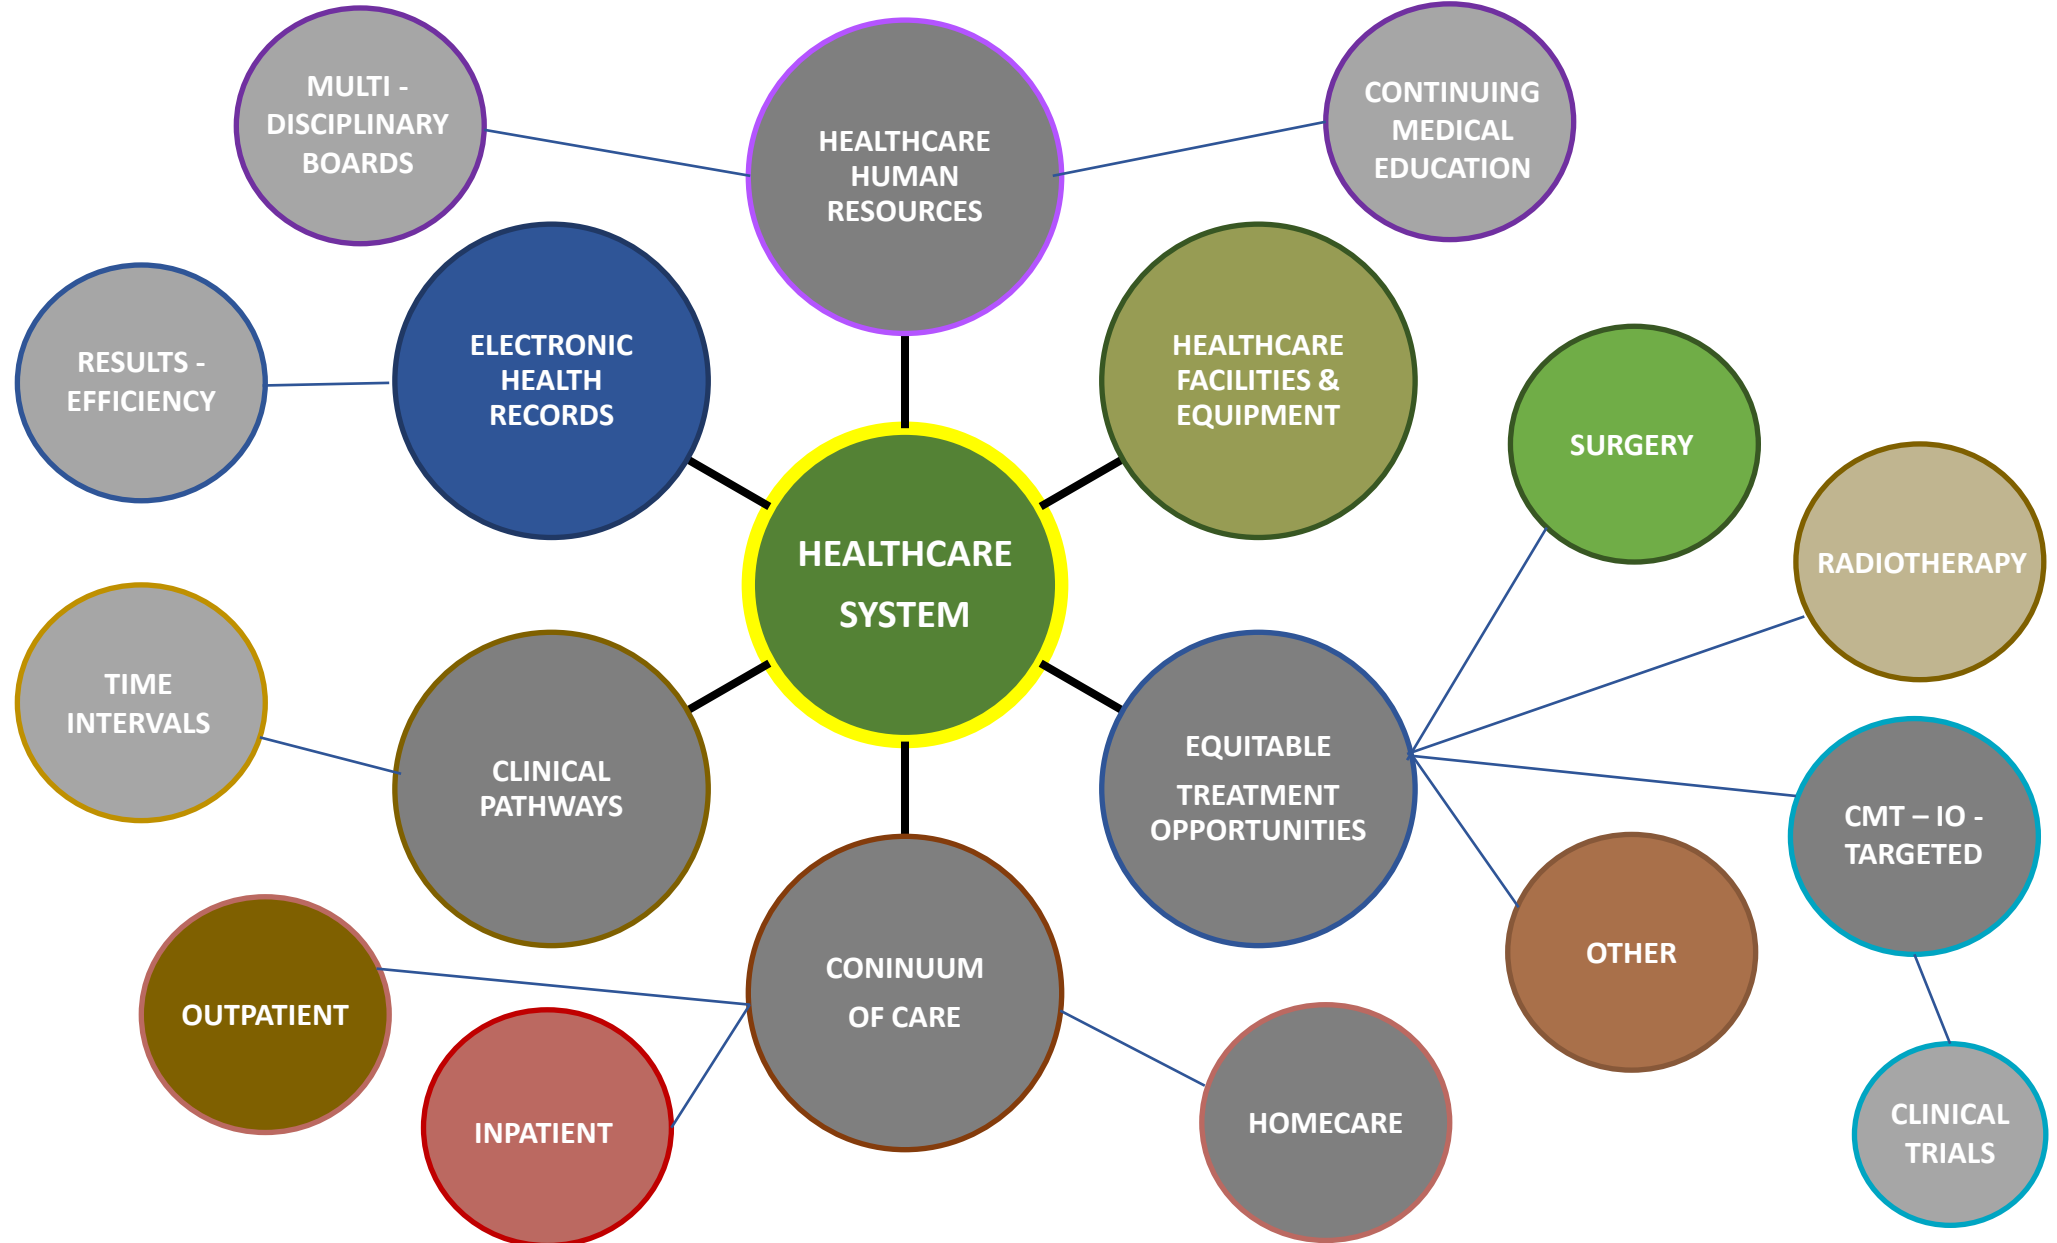 MULTI -
DISCIPLINARY
BOARDS
HEALTHCARE
HUMAN
RESOURCES
CONTINUING
MEDICAL
EDUCATION
RESULTS -
EFFICIENCY
ELECTRONIC
HEALTH
RECORDS
HEALTHCARE
FACILITIES &
EQUIPMENT
SURGERY
RADIOTHERAPY
HEALTHCARE
SYSTEM
TIME
INTERVALS
CLINICAL
PATHWAYS
EQUITABLE
TREATMENT
OPPORTUNITIES
CMT – IO -
TARGETED
OUTPATIENT
INPATIENT
CONINUUM
OF CARE
HOMECARE
OTHER
CLINICAL
TRIALS